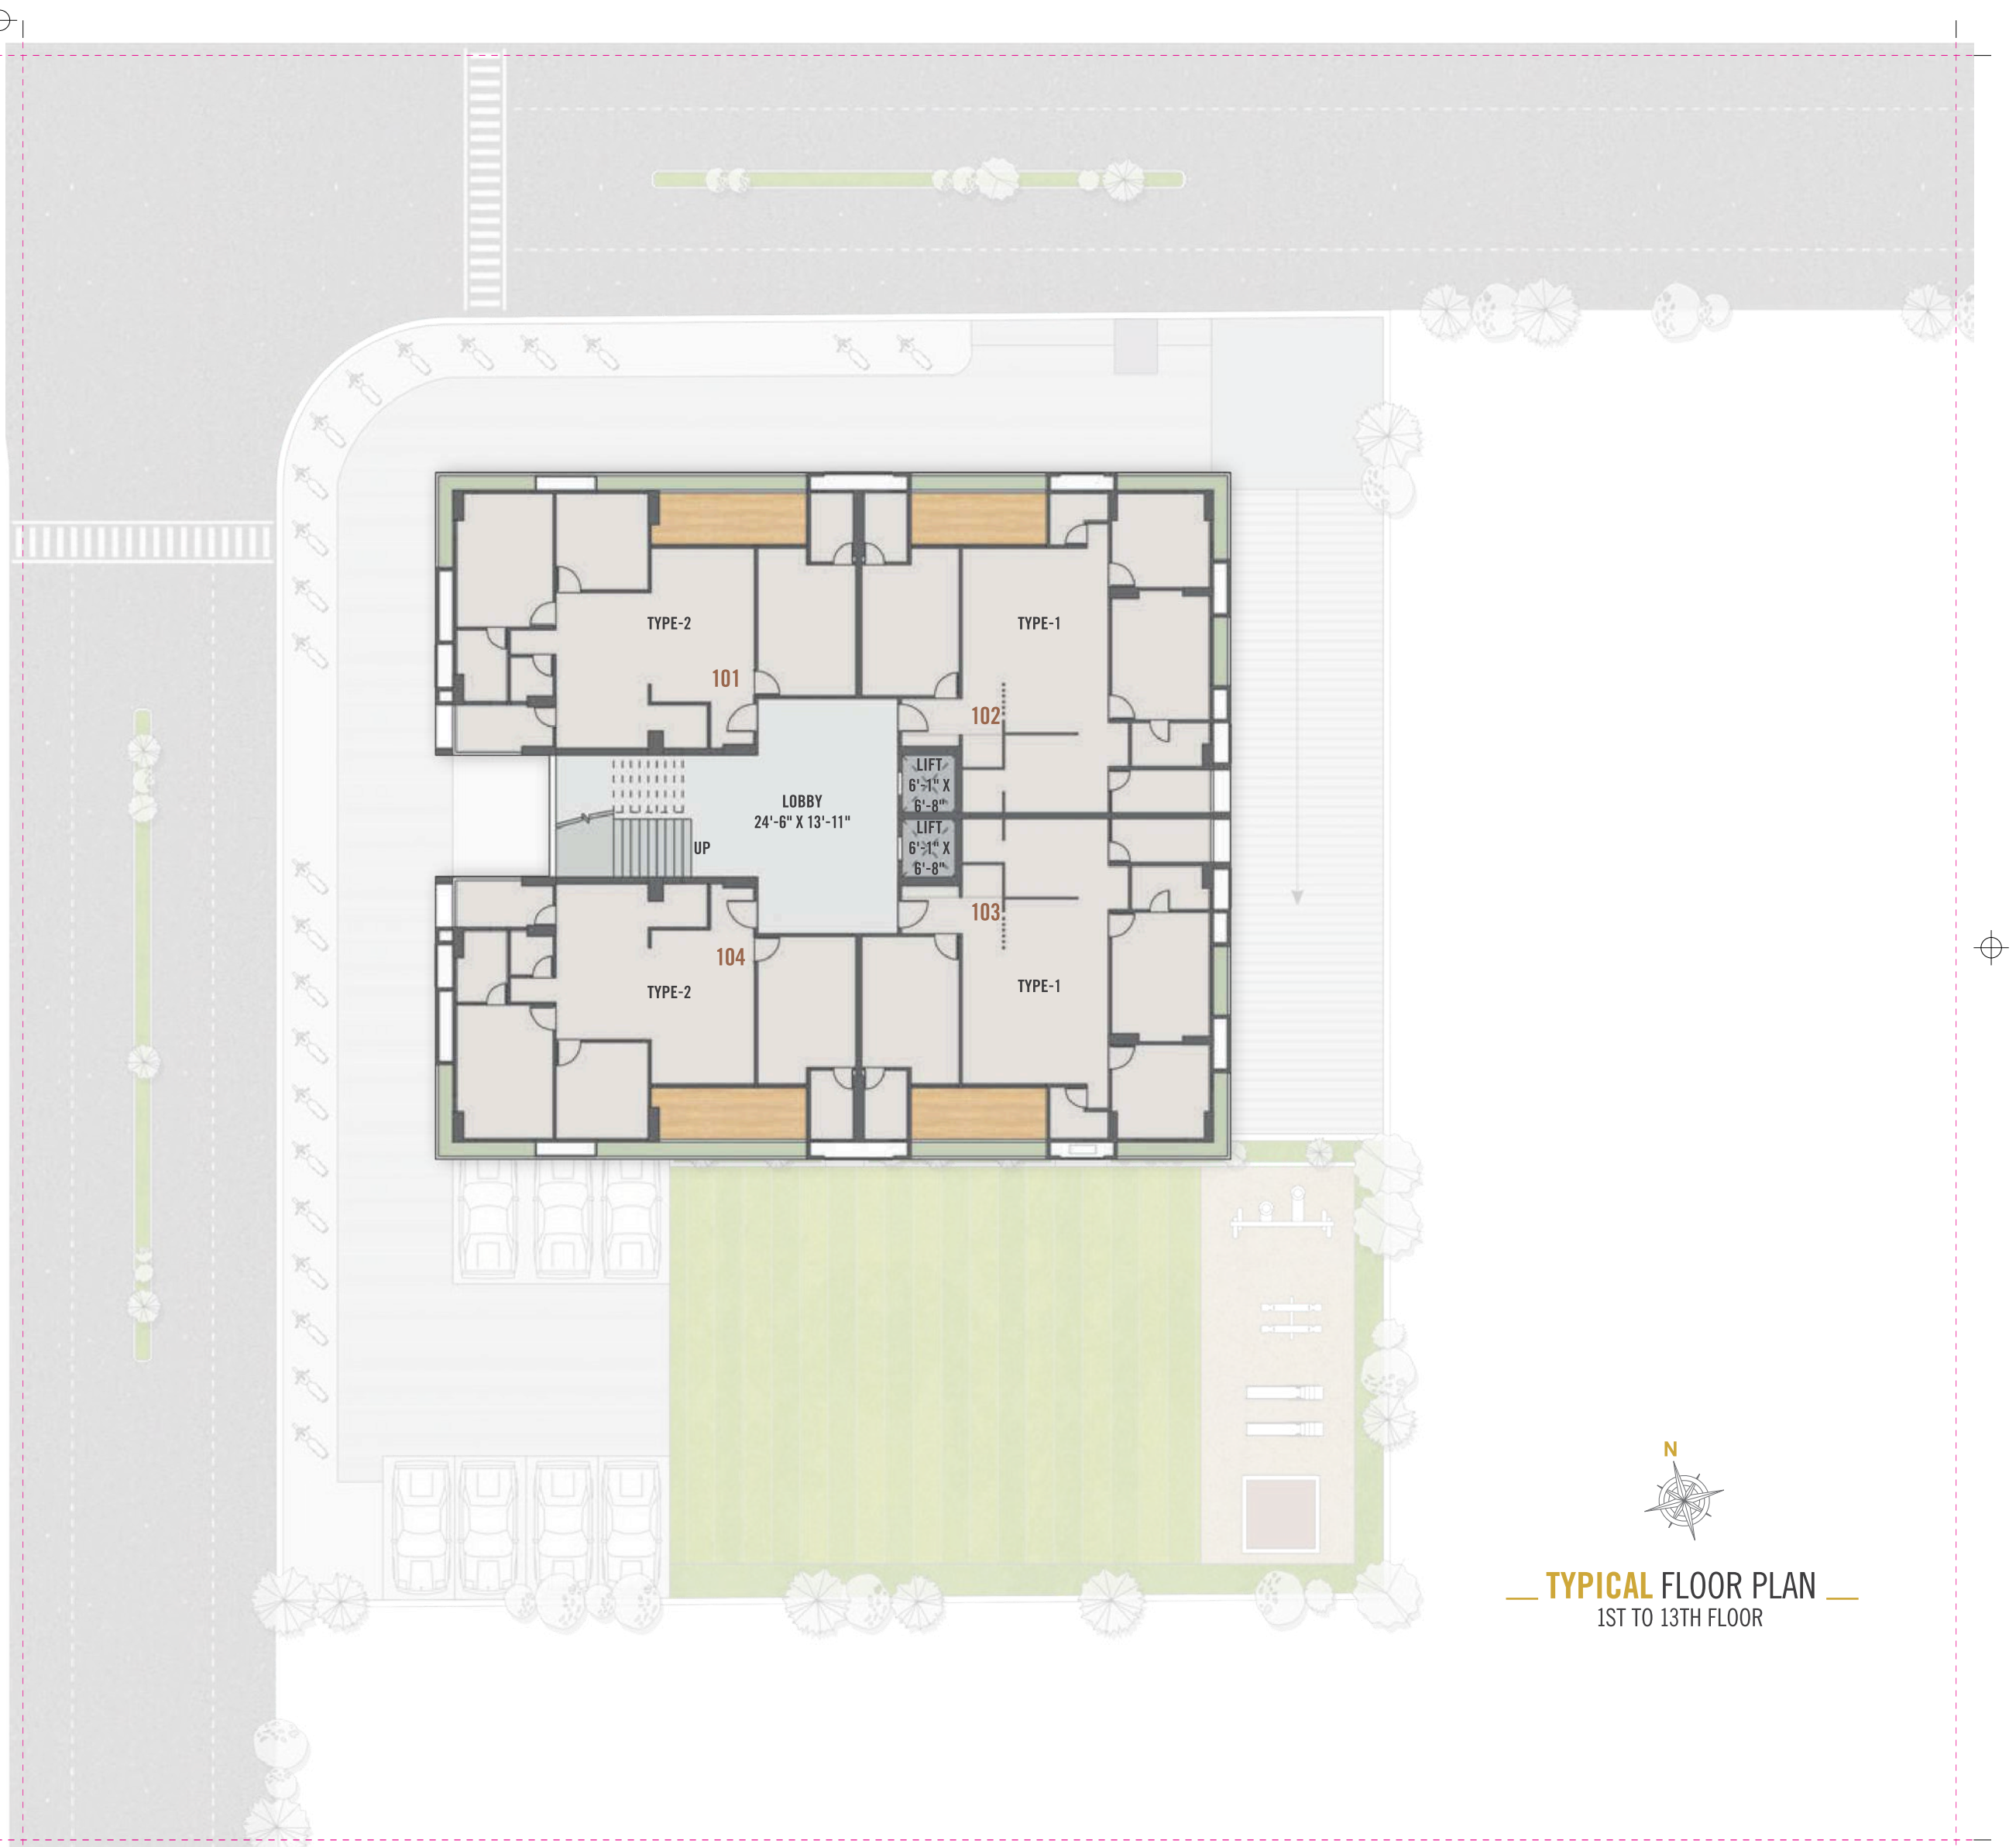 TYPE-2
TYPE-1
101
102
LIFT
6'-1" X
6'-8"
LOBBY
24'-6" X 13'-11"
UP
LIFT
6'-1" X
6'-8"
103
104
TYPE-2
TYPE-1
N
TYPICAL FLOOR PLAN
1ST TO 13TH FLOOR